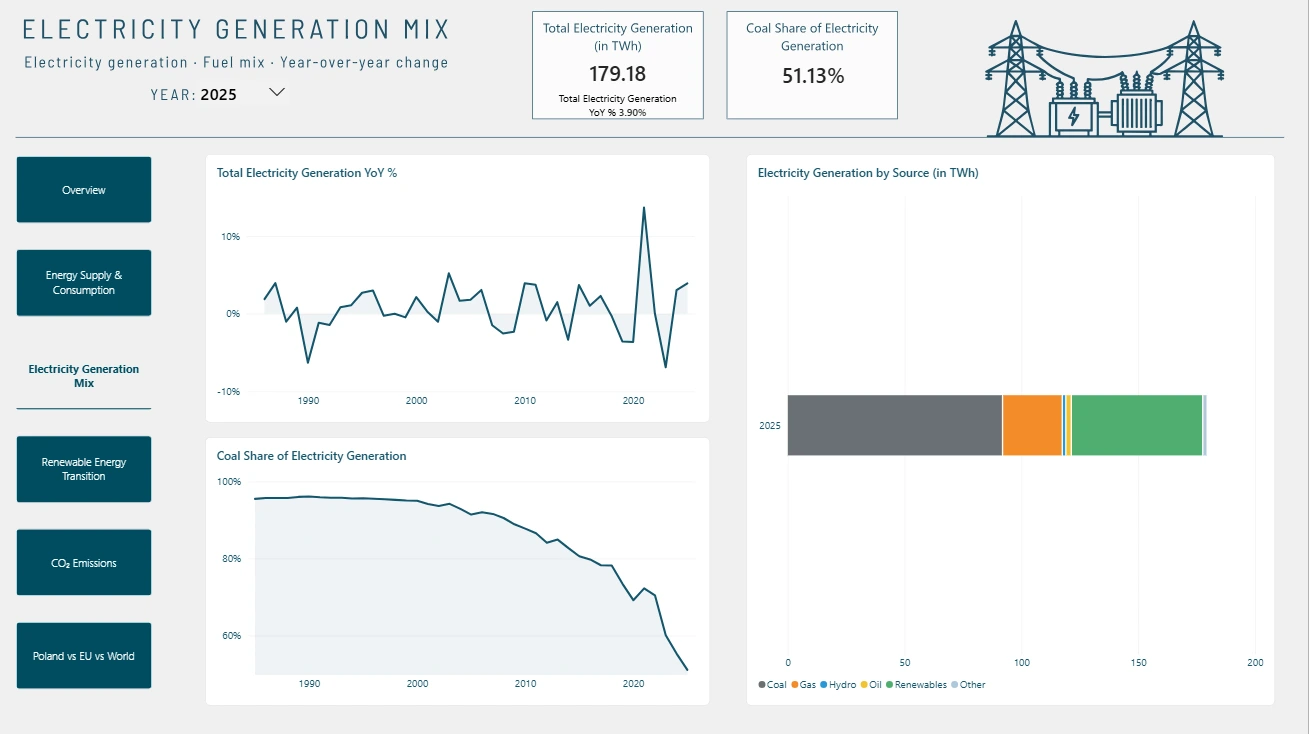 ELECTRICITY GENERATION MIX
Electricity generation · Fuel mix · Year-over-year change
YEAR: 2025
Total Electricity Generation
(in TWh)
179.18
Total Electricity Generation
YoY % 3.90%
Coal Share of Electricity
Generation
51.13%
Overview
Energy Supply &
Consumption
Electricity Generation
Mix
Renewable Energy
Transition
CO₂ Emissions
Poland vs EU vs World
Total Electricity Generation YoY %
10%
0%
-10%
1990 2000 2010 2020
Coal Share of Electricity Generation
100%
80%
60%
1990 2000 2010 2020
Electricity Generation by Source (in TWh)
2025
0 50 100 150 200
Coal Gas Hydro Oil Renewables Other